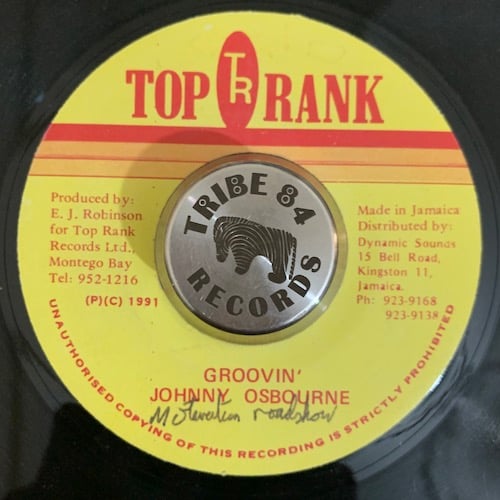 TOP TR RANK
TRIBE 84
RECORDS
Produced by:
E. J. Robinson
for Top Rank
Records Ltd.,
Montego Bay
Tel: 952-1216
(P)(C) 1991
Made in Jamaica
Distributed by:
Dynamic Sounds
15 Bell Road,
Kingston 11,
Jamaica.
Ph: 923-9168
923-9138
GROOVIN'
JOHNNY OSBOURNE
roadshow
UNAUTHORISED COPYING OF THIS RECORDING IS STRICTLY PROHIBITED